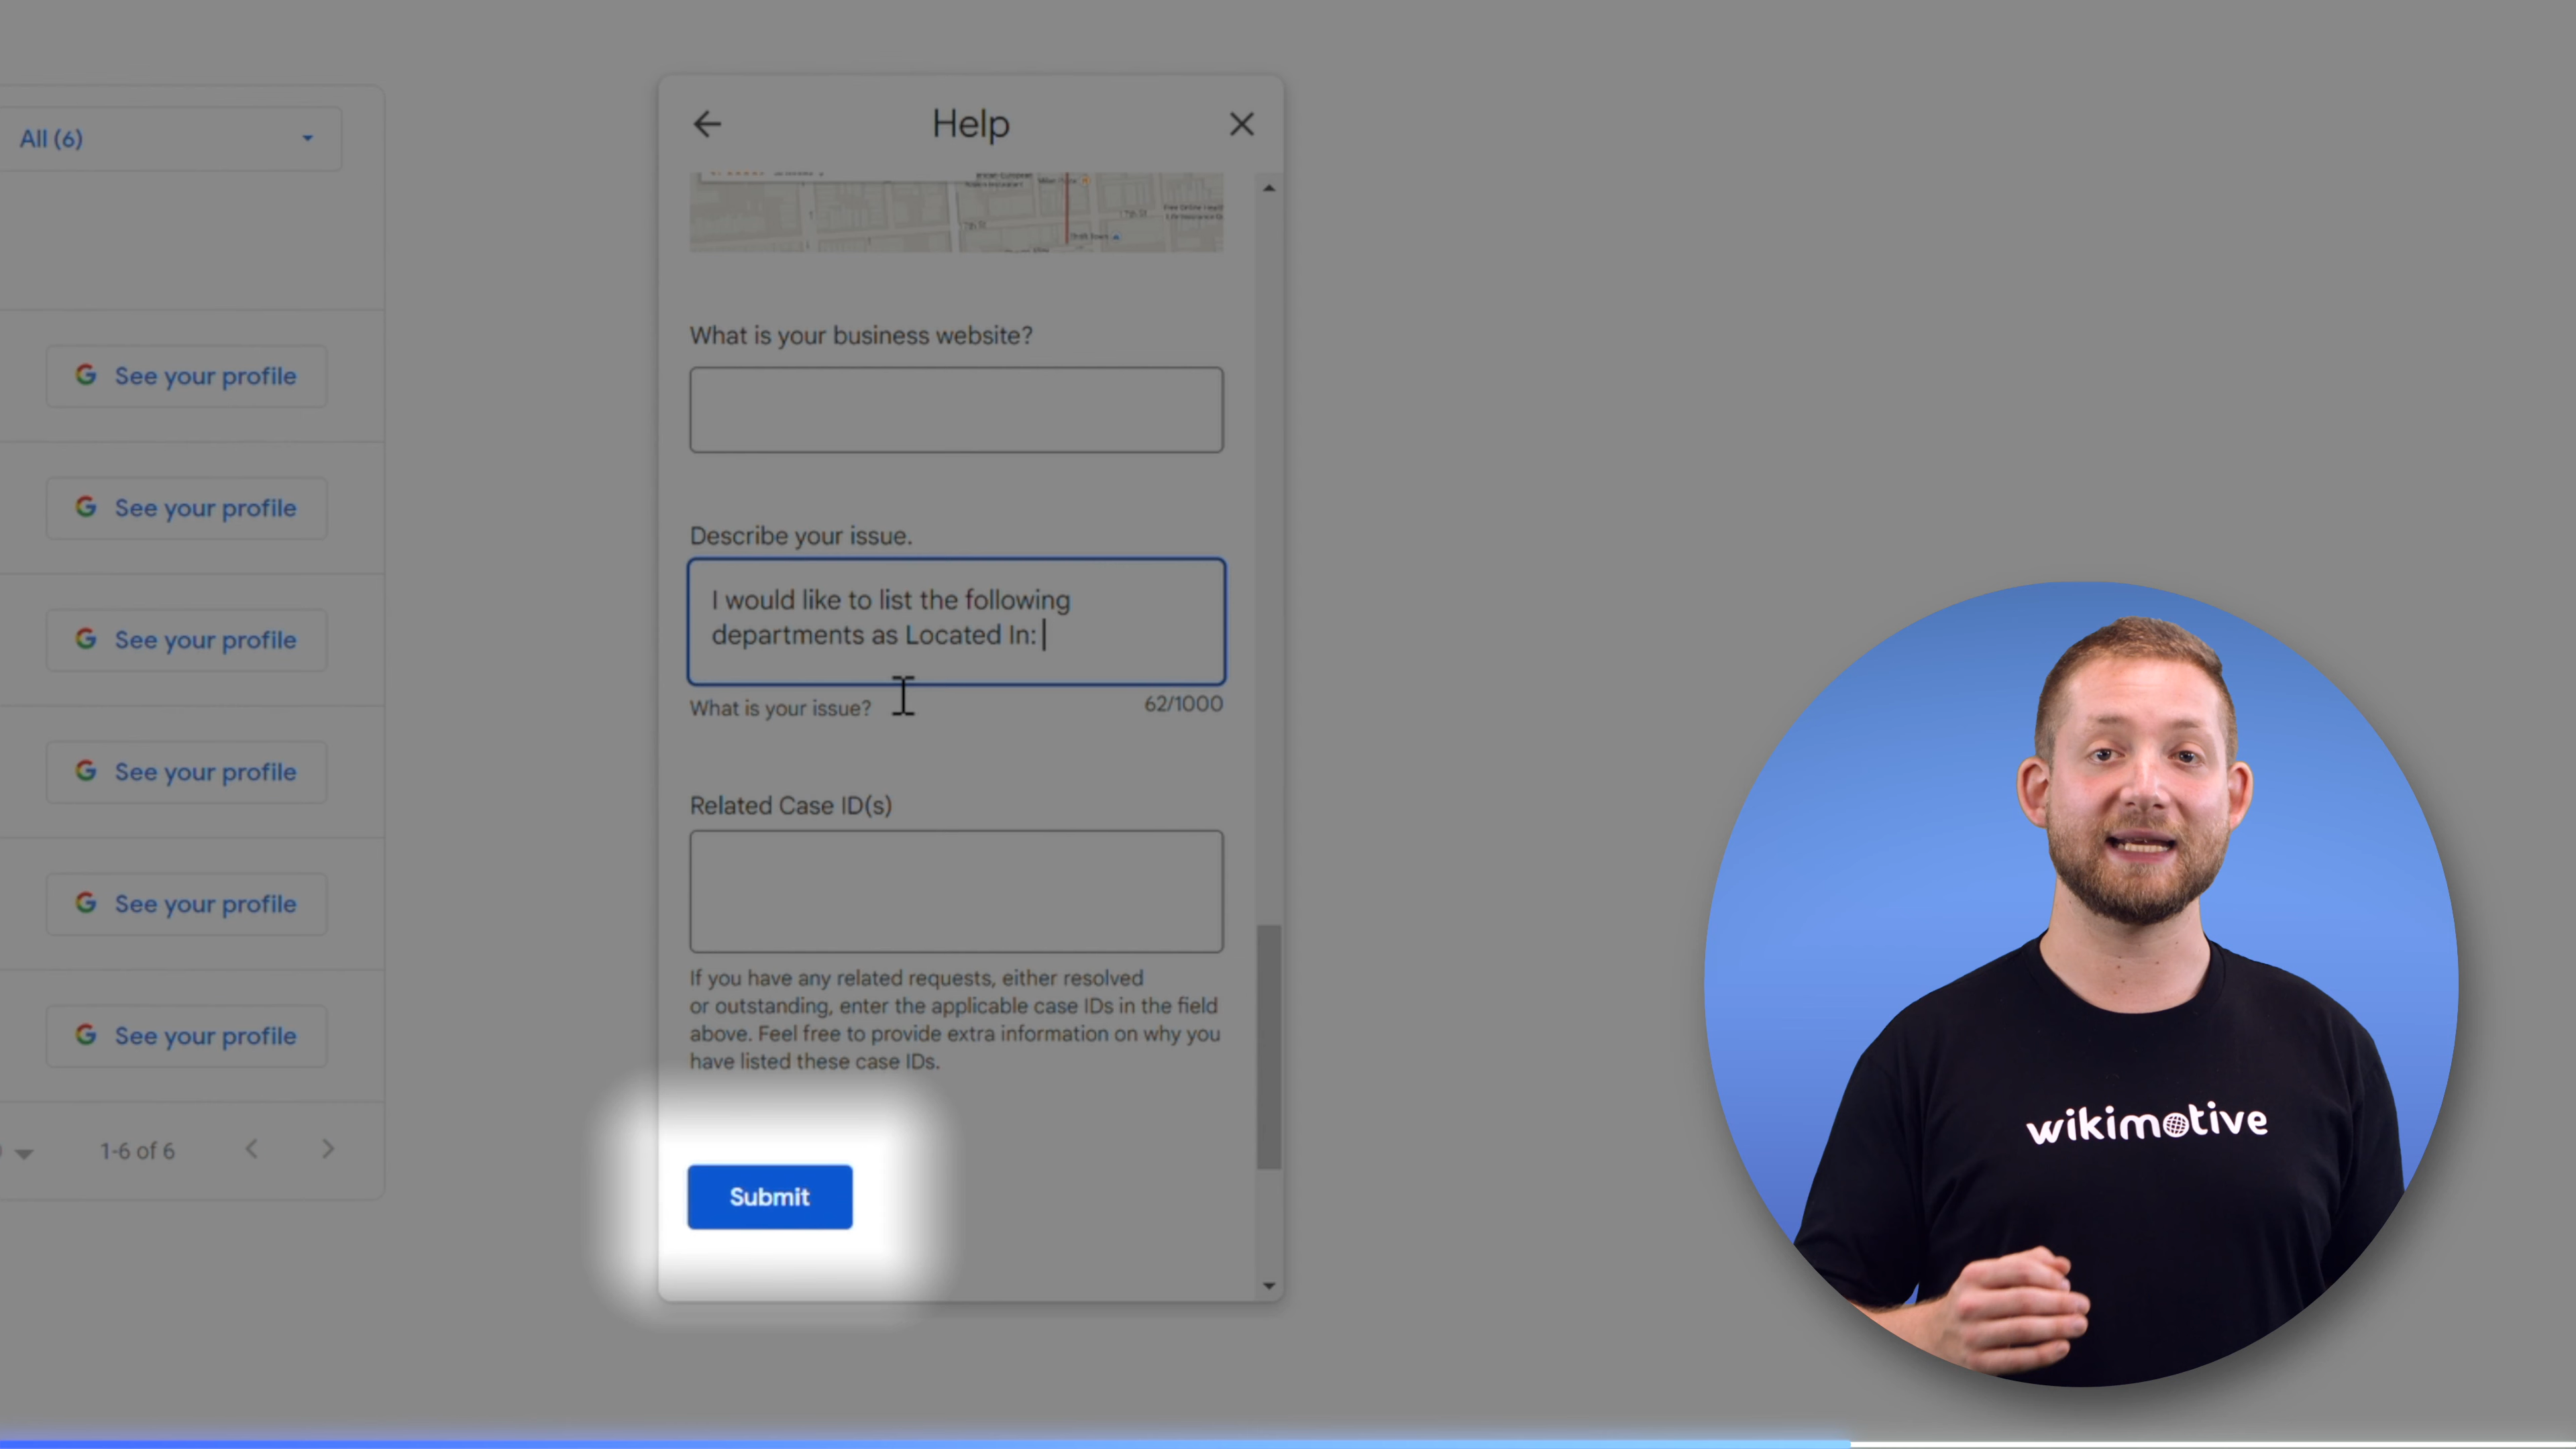 All (6)
See your profile
See your profile
See your profile
See your profile
See your profile
See your profile
1-6 of 6
Help
What is your business website?
Describe your issue.
I would like to list the following
departments as Located In:
What is your issue?
62/1000
Related Case ID(s)
If you have any related requests, either resolved
or outstanding, enter the applicable case IDs in the field
above. Feel free to provide extra information on why you
have listed these case IDs.
Submit
wikimotive